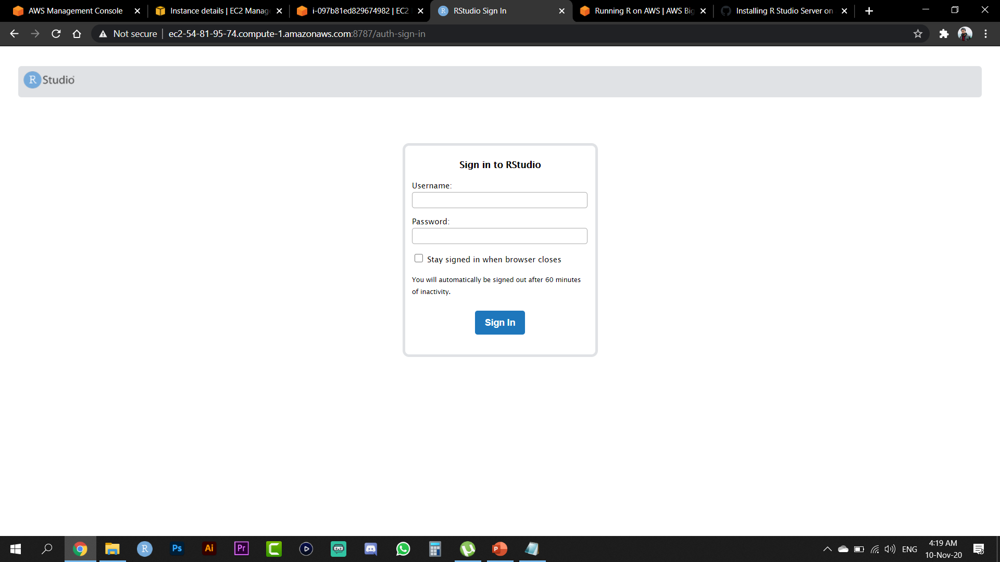 AWS Management Console
Instance details | EC2 Manag
i-097b81ed829674982 | EC2
RStudio Sign In
Running R on AWS | AWS Big
Installing R Studio Server on
Not secure
ec2-54-81-95-74.compute-1.amazonaws.com:8787/auth-sign-in
R Studio
Sign in to RStudio
Username:
Password:
Stay signed in when browser closes
You will automatically be signed out after 60 minutes
of inactivity.
Sign In
R
Ps
Ai
Pr
C
P
ENG
4:19 AM
10-Nov-20